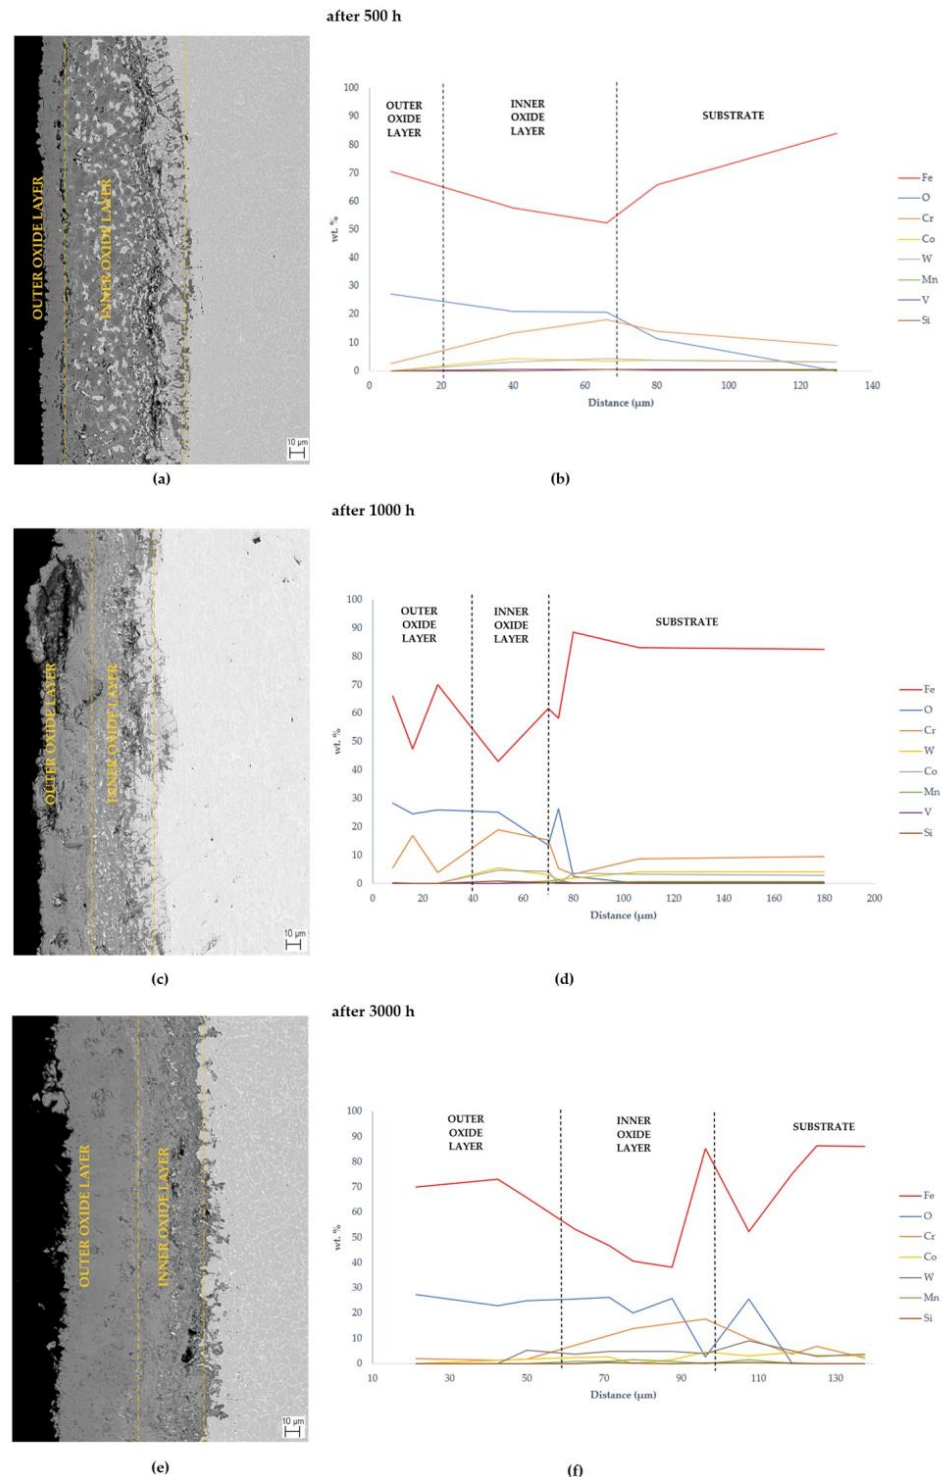 after 500 h
OUTER OXIDE LAYER
INNER OXIDE LAYER
10 µm
(a)
100
90
80
70
60
50
40
30
20
10
0
wt. %
OUTER
OXIDE
LAYER
INNER
OXIDE
LAYER
SUBSTRATE
0 20 40 60 80 100 120 140
Distance (µm)
Fe
O
Cr
Co
W
Mn
V
Si
(b)
after 1000 h
OUTER OXIDE LAYER
INNER OXIDE LAYER
10 µm
(c)
100
90
80
70
60
50
40
30
20
10
0
wt. %
OUTER
OXIDE
LAYER
INNER
OXIDE
LAYER
SUBSTRATE
0 20 40 60 80 100 120 140 160 180 200
Distance (µm)
Fe
O
Cr
W
Co
Mn
V
Si
(d)
after 3000 h
OUTER OXIDE LAYER
INNER OXIDE LAYER
10 µm
(e)
100
90
80
70
60
50
40
30
20
10
0
wt. %
OUTER
OXIDE
LAYER
INNER
OXIDE
LAYER
SUBSTRATE
10 30 50 70 90 110 130
Distance (µm)
Fe
O
Cr
Co
W
Mn
Si
(f)